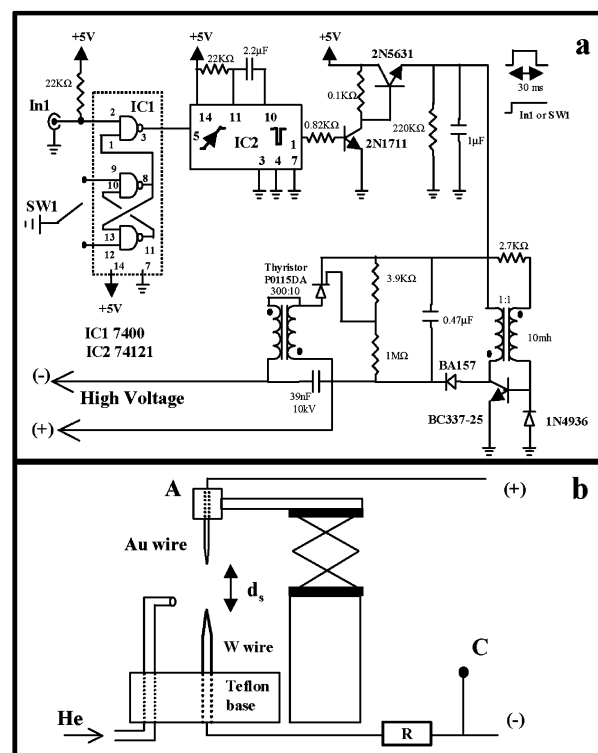 a
+5V
22KΩ
In1
IC1
2
3
1
9
10
8
13
12
11
14
7
SW1
+5V
IC1 7400
IC2 74121
+5V
22KΩ
2.2µF
14
11
10
5
IC2
1
3
4
7
0.82KΩ
+5V
0.1KΩ
2N5631
2N1711
220KΩ
1µF
30 ms
In1 or SW1
Thyristor
P0115DA
300:10
3.9KΩ
1MΩ
0.47µF
2.7KΩ
1:1
10mh
BA157
BC337-25
1N4936
39nF
10kV
(-)
High Voltage
(+)
b
A
(+)
Au wire
ds
W wire
Teflon
base
He
C
R
(-)